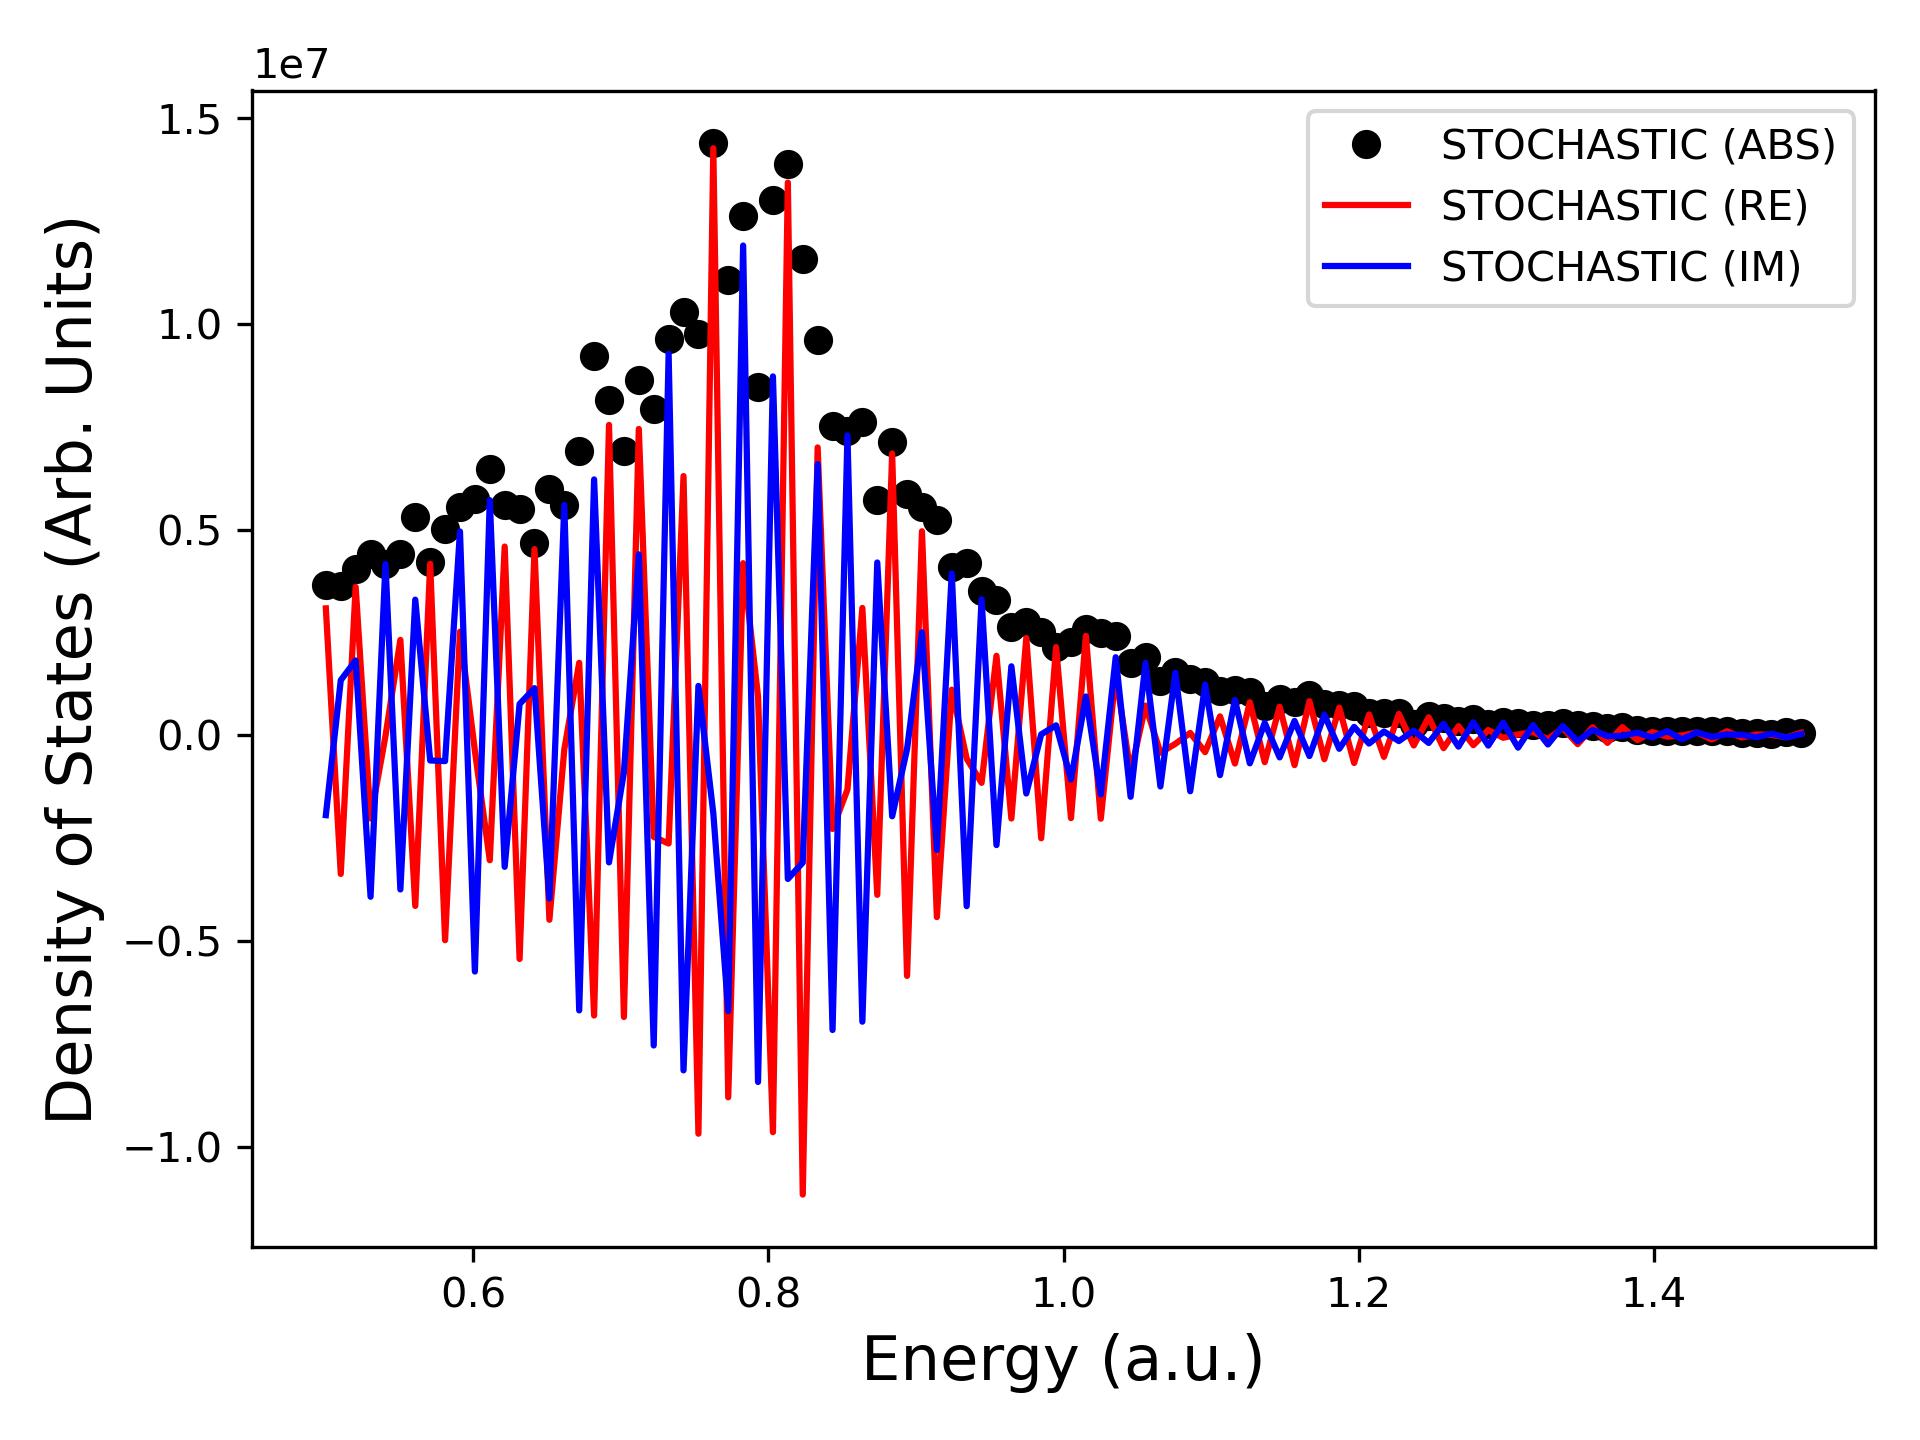 1e7
1.5
1.0
0.5
0.0
−0.5
−1.0
Density of States (Arb. Units)
STOCHASTIC (ABS)
STOCHASTIC (RE)
STOCHASTIC (IM)
0.6 0.8 1.0 1.2 1.4
Energy (a.u.)